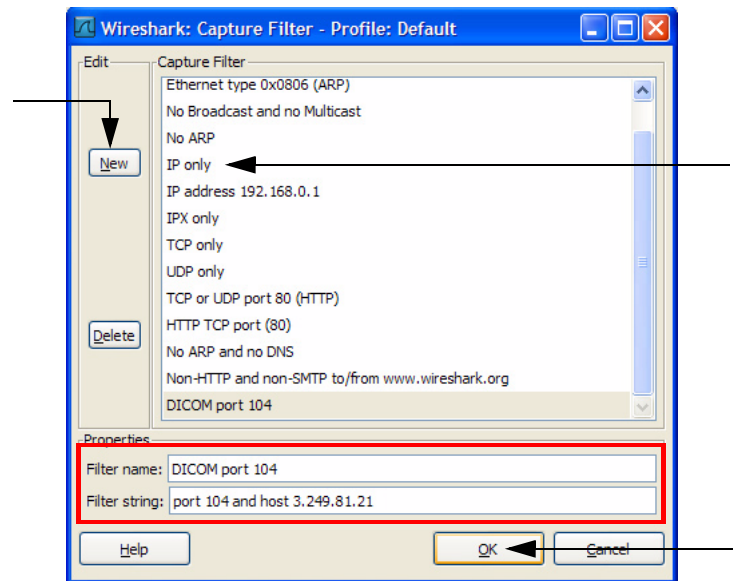 Wireshark: Capture Filter - Profile: Default
Edit
Capture Filter
Ethernet type 0x0806 (ARP)
No Broadcast and no Multicast
No ARP
New
IP only
IP address 192.168.0.1
IPX only
TCP only
UDP only
TCP or UDP port 80 (HTTP)
Delete
HTTP TCP port (80)
No ARP and no DNS
Non-HTTP and non-SMTP to/from www.wireshark.org
DICOM port 104
Properties
Filter name: DICOM port 104
Filter string: port 104 and host 3.249.81.21
Help
OK
Cancel